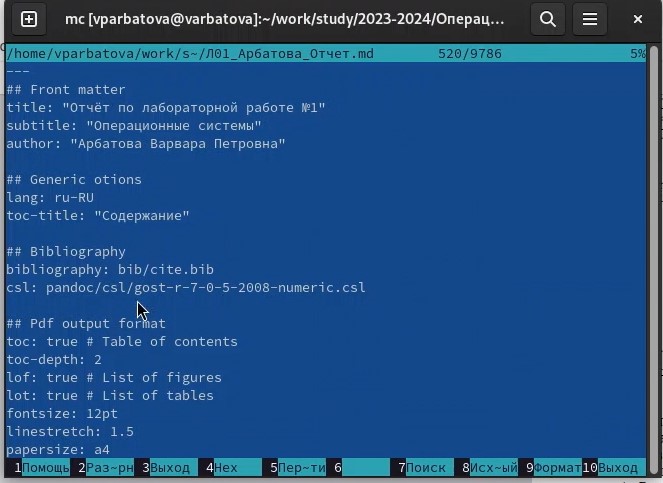 mc [vparbatova@varbatova]:~/work/study/2023-2024/Операц...
/home/vparbatova/work/s~/Л01_Арбатова_Отчет.md 520/9786 5%
---
## Front matter
title: "Отчёт по лабораторной работе №1"
subtitle: "Операционные системы"
author: "Арбатова Варвара Петровна"
## Generic otions
lang: ru-RU
toc-title: "Содержание"
## Bibliography
bibliography: bib/cite.bib
csl: pandoc/csl/gost-r-7-0-5-2008-numeric.csl
## Pdf output format
toc: true # Table of contents
toc-depth: 2
lof: true # List of figures
lot: true # List of tables
fontsize: 12pt
linestretch: 1.5
papersize: a4
1Помощь 2Раз~рн 3Выход 4Hex 5Пер~ти 6 7Поиск 8Исх~ый 9Формат 10Выход